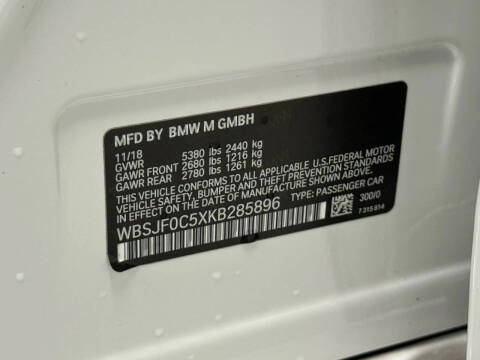 MFD BY BMW M GMBH
11/18
GVWR 5380 lbs 2440 kg
GAWR FRONT 2680 lbs 1216 kg
GAWR REAR 2780 lbs 1261 kg
THIS VEHICLE CONFORMS TO ALL APPLICABLE U.S. FEDERAL MOTOR
VEHICLE SAFETY, BUMPER, AND THEFT PREVENTION STANDARDS
IN EFFECT ON THE DATE OF MANUFACTURE SHOWN ABOVE.
WBSJF0C5XKB285896 TYPE: PASSENGER CAR
300/0
7315814